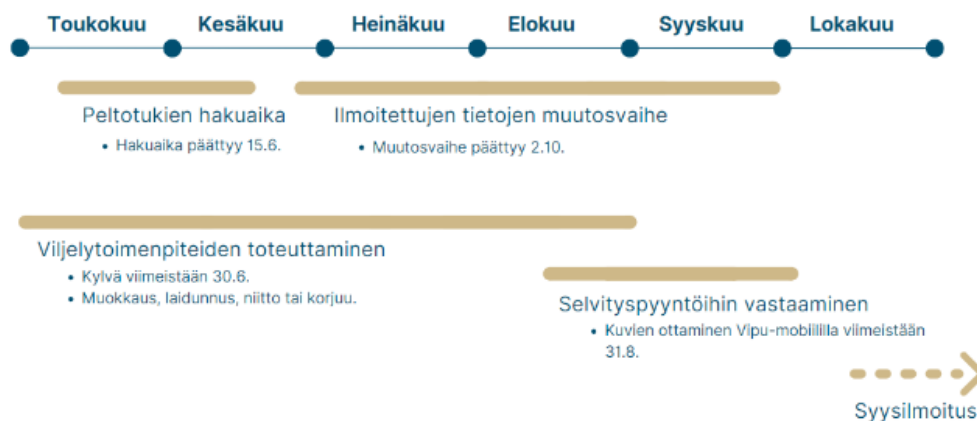 Toukokuu Kesäkuu Heinäkuu Elokuu Syyskuu Lokakuu
Peltotukien hakuaika
• Hakuaika päättyy 15.6.
Ilmoitettujen tietojen muutosvaihe
• Muutosvaihe päättyy 2.10.
Viljelytoimenpiteiden toteuttaminen
• Kylvä viimeistään 30.6.
• Muokkaus, laidunnus, niitto tai korjuu.
Selvityspyyntöihin vastaaminen
• Kuvien ottaminen Vipu-mobiililla viimeistään
31.8.
Syysilmoitus